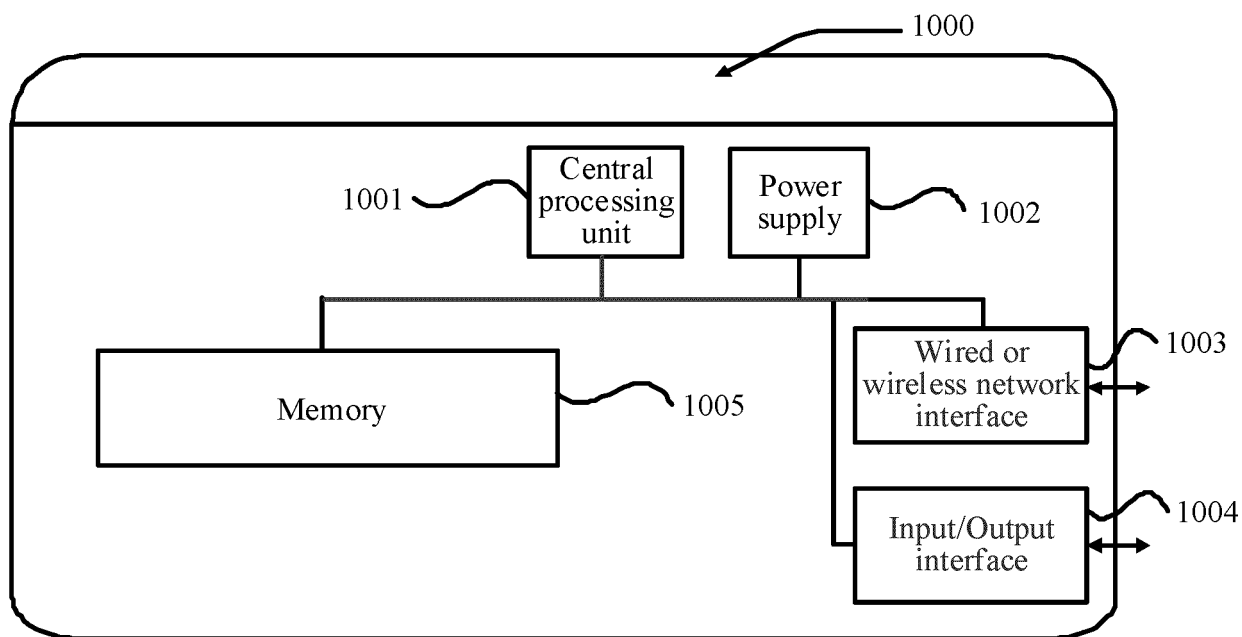 1000
1001
Central
processing
unit
Power
supply
1002
Wired or
wireless network
interface
1003
Memory
1005
Input/Output
interface
1004